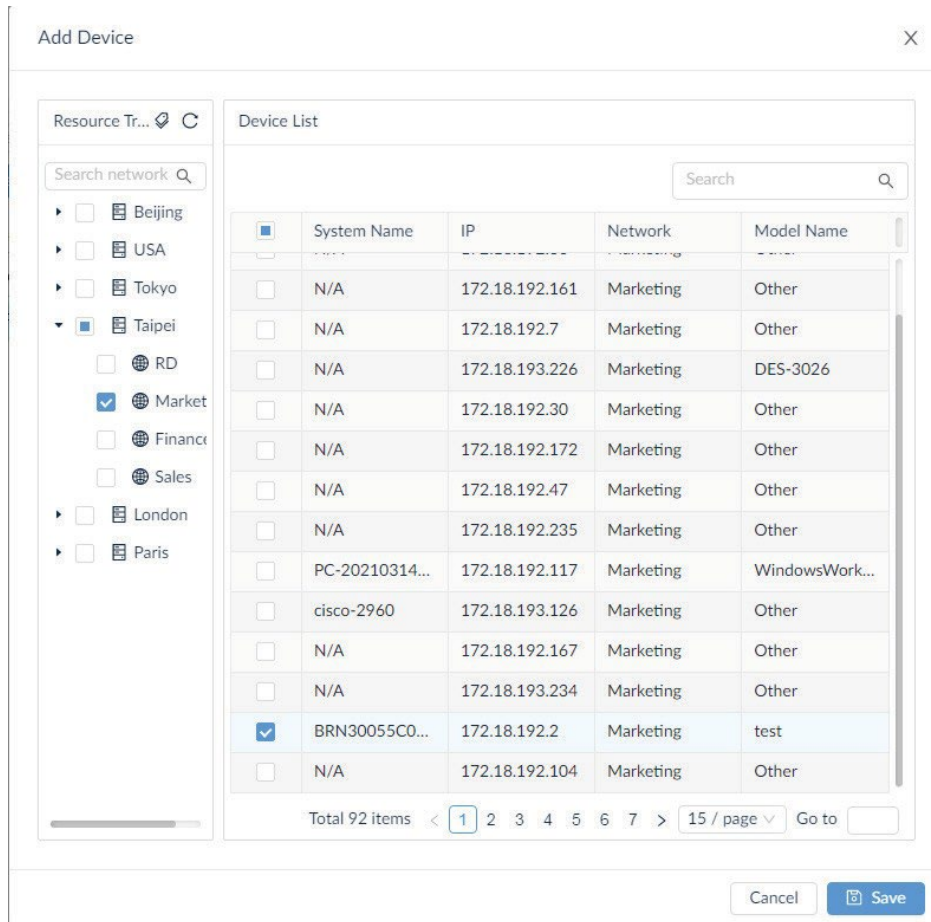 Add Device
Resource Tr...
Device List
Search network
Search
Beijing
USA
Tokyo
Taipei
RD
Market
Finance
Sales
London
Paris
System Name IP Network Model Name
N/A 172.18.192.161 Marketing Other
N/A 172.18.192.7 Marketing Other
N/A 172.18.193.226 Marketing DES-3026
N/A 172.18.192.30 Marketing Other
N/A 172.18.192.172 Marketing Other
N/A 172.18.192.47 Marketing Other
N/A 172.18.192.235 Marketing Other
PC-20210314... 172.18.192.117 Marketing WindowsWork...
cisco-2960 172.18.193.126 Marketing Other
N/A 172.18.192.167 Marketing Other
N/A 172.18.193.234 Marketing Other
BRN30055C0... 172.18.192.2 Marketing test
N/A 172.18.192.104 Marketing Other
Total 92 items < 1 2 3 4 5 6 7 > 15 / page Go to
Cancel Save